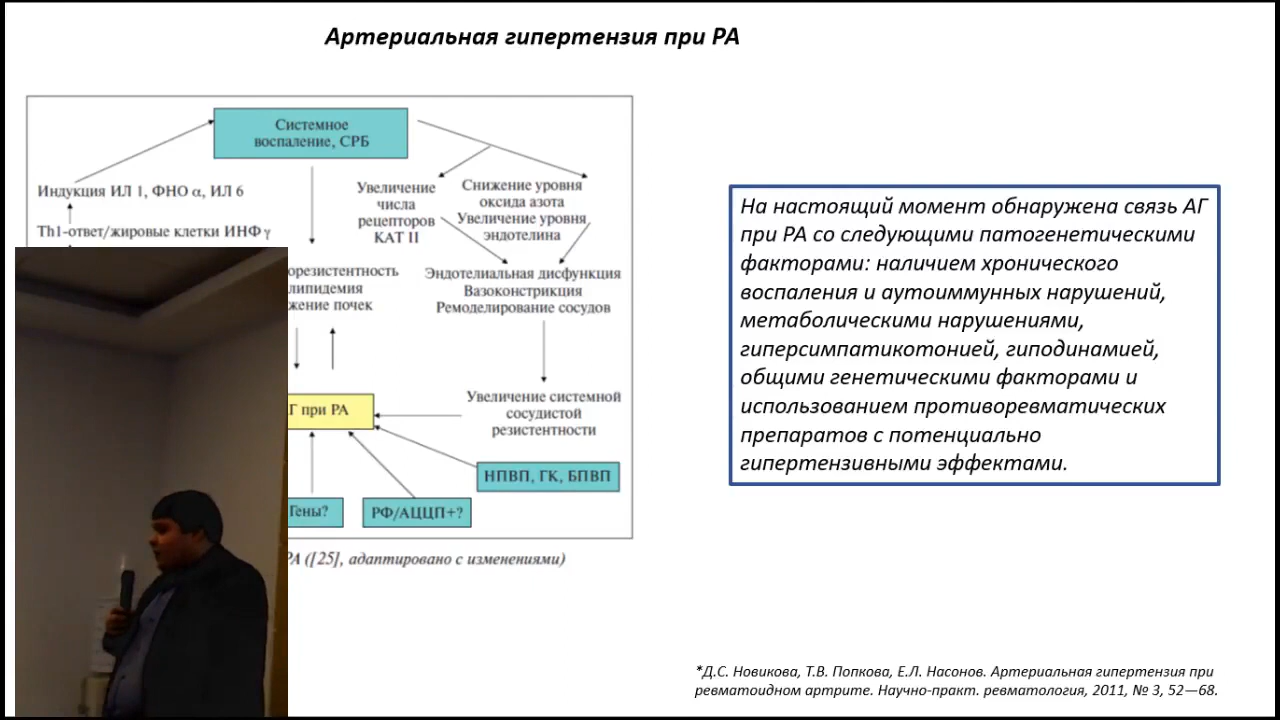 Артериальная гипертензия при РА
Системное
воспаление, СРБ
Индукция ИЛ 1, ФНО α, ИЛ 6
Th1-ответ/жировые клетки ИНФ γ
Увеличение
числа
рецепторов
КАТ II
Снижение уровня
оксида азота
Увеличение уровня
эндотелина
орезистентность
липидемия
жение почек
Эндотелиальная дисфункция
Вазоконстрикция
Ремоделирование сосудов
Г при РА
Увеличение системной
сосудистой
резистентности
НПВП, ГК, БПВП
Гены?
РФ/АЦЦП+?
РА ([25], адаптировано с изменениями)
На настоящий момент обнаружена связь АГ
при РА со следующими патогенетическими
факторами: наличием хронического
воспаления и аутоиммунных нарушений,
метаболическими нарушениями,
гиперсимпатикотонией, гиподинамией,
общими генетическими факторами и
использованием противоревматических
препаратов с потенциально
гипертензивными эффектами.
*Д.С. Новикова, Т.В. Попкова, Е.Л. Насонов. Артериальная гипертензия при
ревматоидном артрите. Научно-практ. ревматология, 2011, № 3, 52—68.